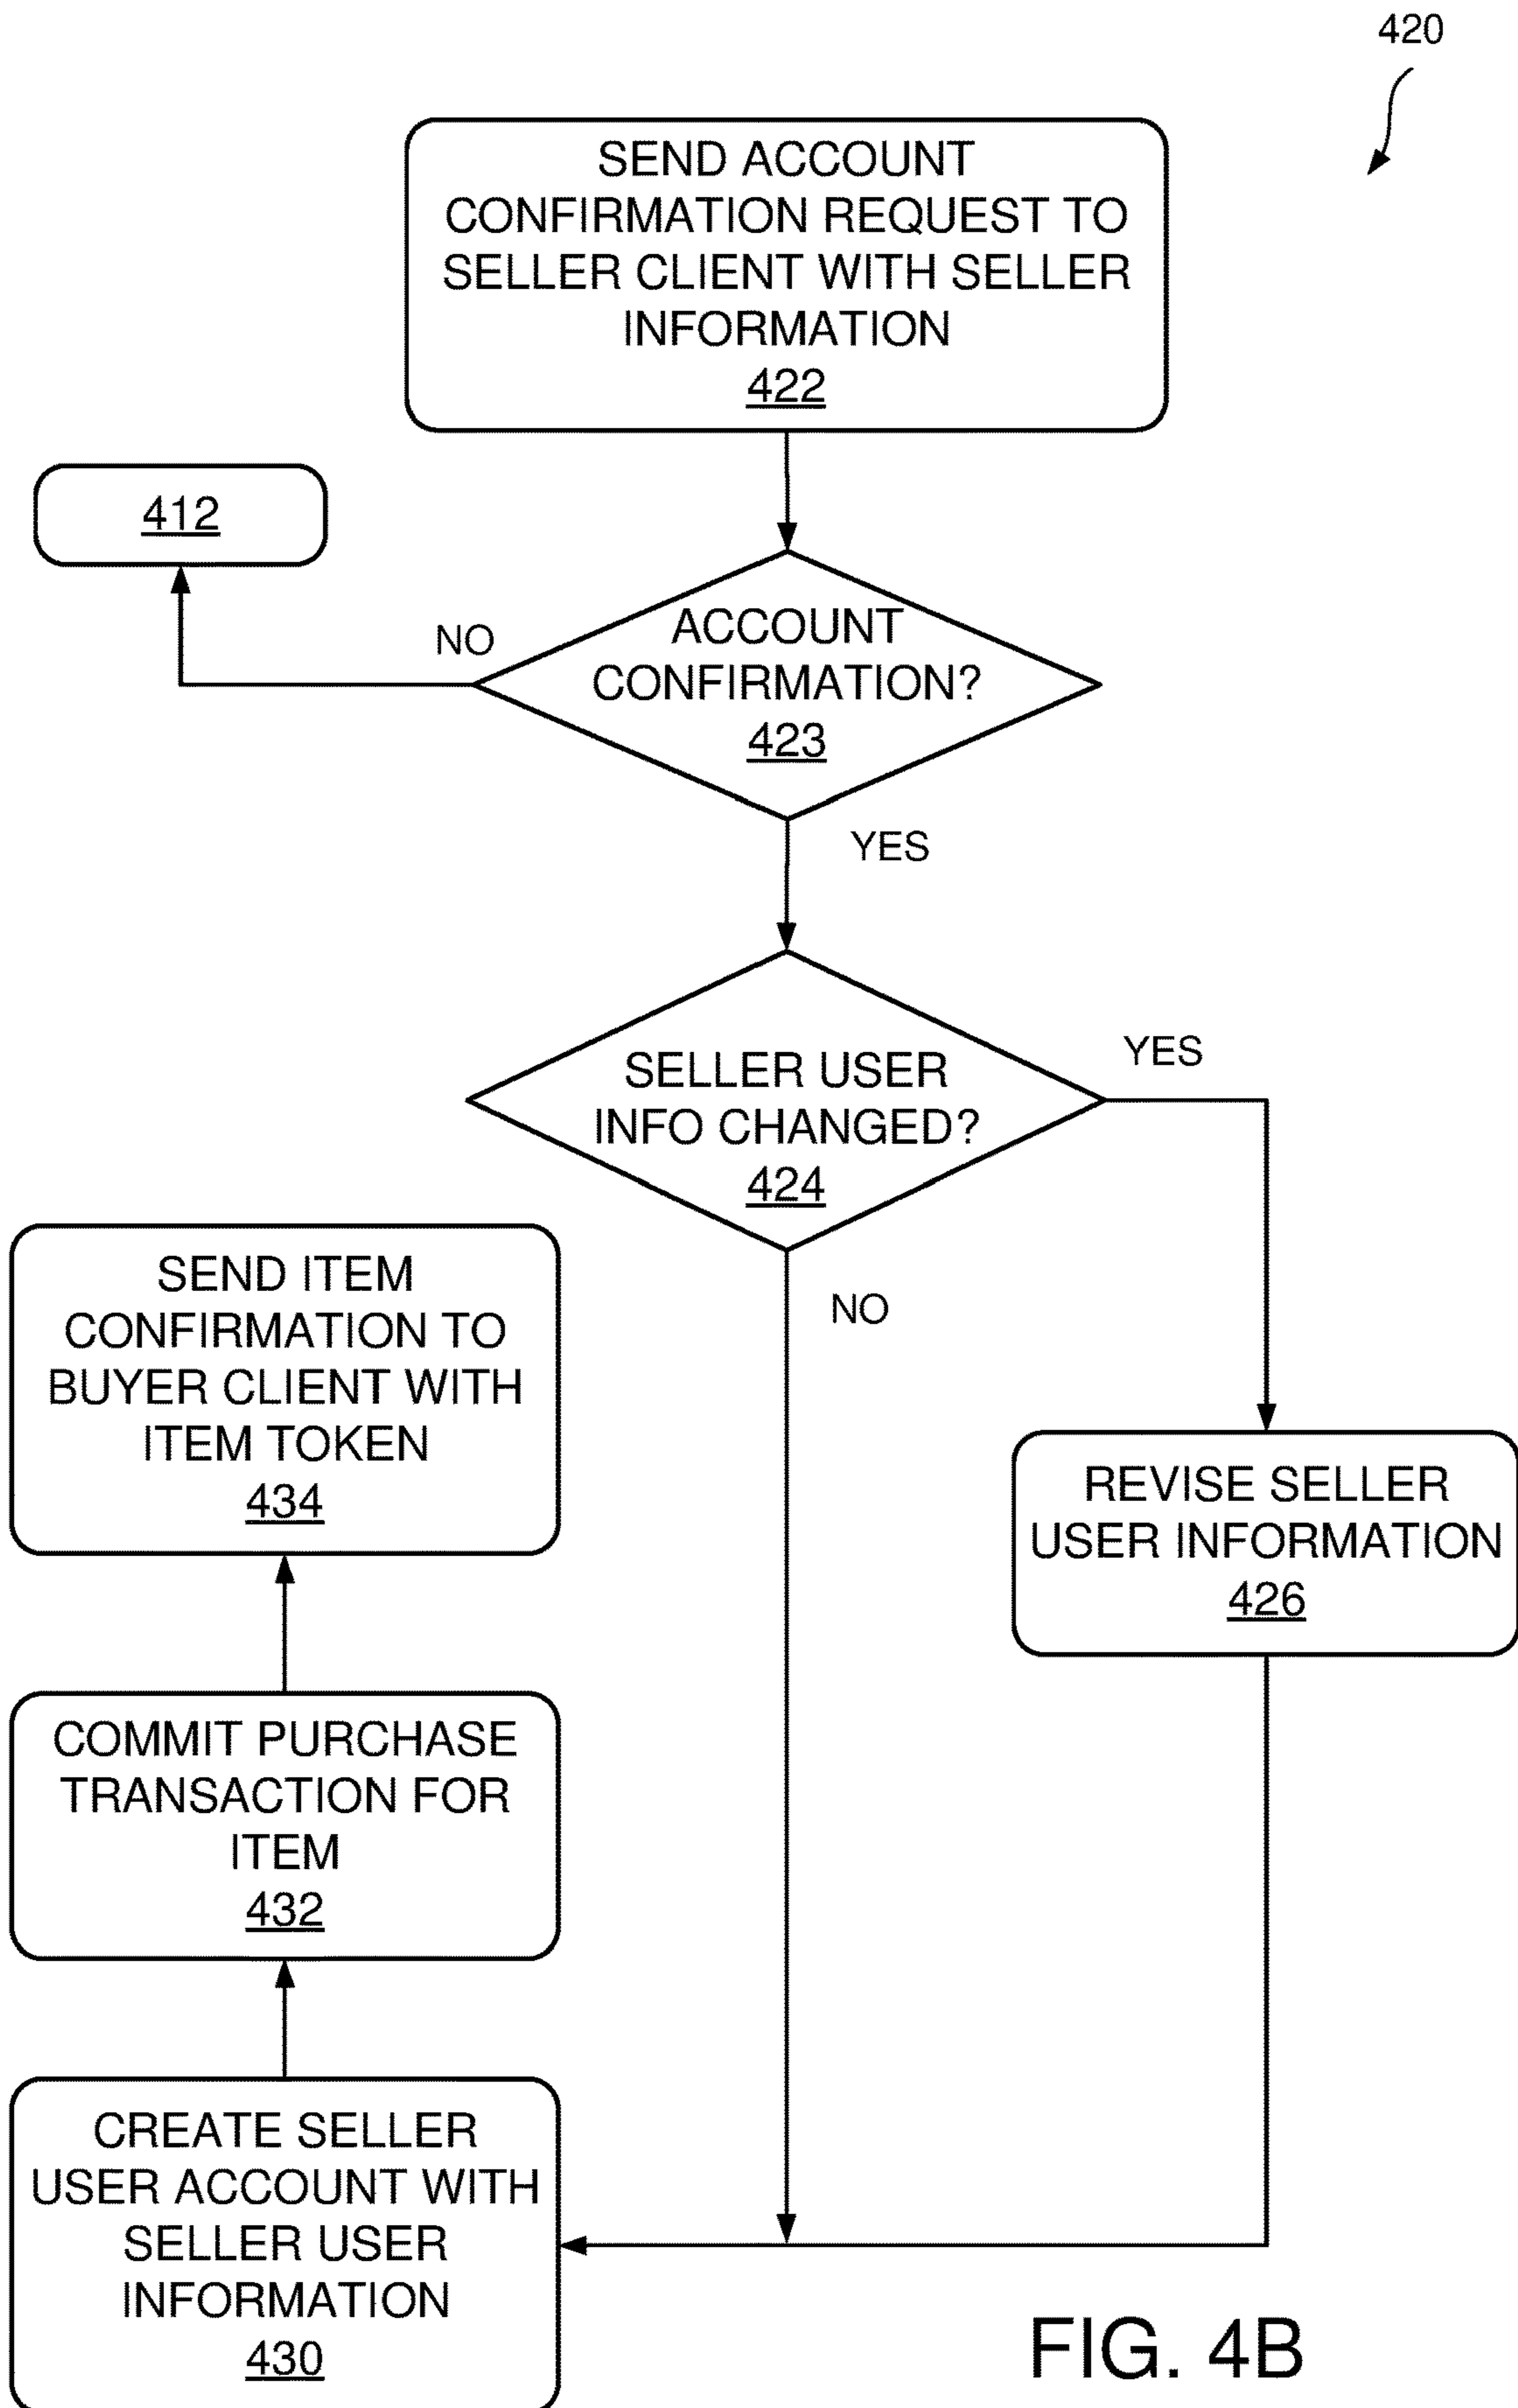 420
SEND ACCOUNT
CONFIRMATION REQUEST TO
SELLER CLIENT WITH SELLER
INFORMATION
422
412
NO
ACCOUNT
CONFIRMATION?
423
YES
SELLER USER
INFO CHANGED?
424
YES
NO
REVISE SELLER
USER INFORMATION
426
SEND ITEM
CONFIRMATION TO
BUYER CLIENT WITH
ITEM TOKEN
434
COMMIT PURCHASE
TRANSACTION FOR
ITEM
432
CREATE SELLER
USER ACCOUNT WITH
SELLER USER
INFORMATION
430
FIG. 4B